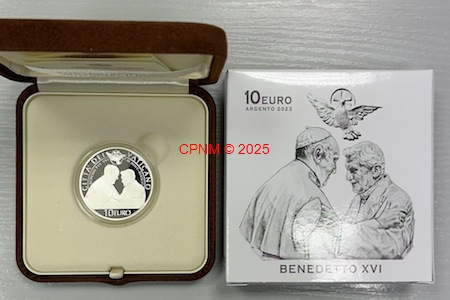 CITTÀ DEL VATICANO
10 EURO
10 EURO
ARGENTO 2023
BENEDETTO XVI
CPNM © 2025